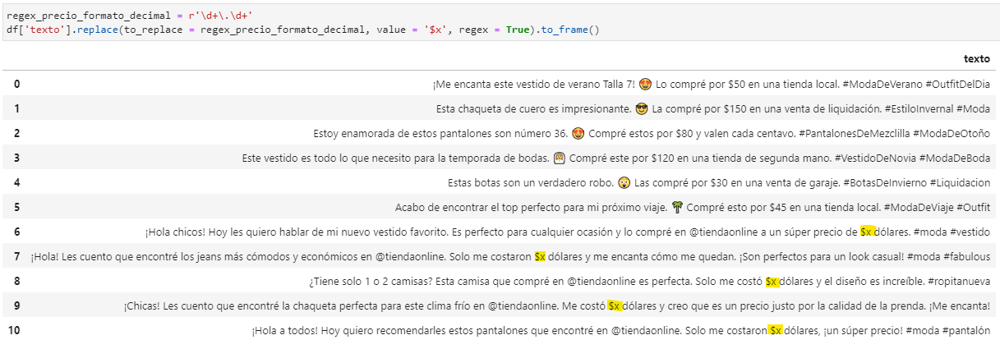 regex_precio_formato_decimal = r'\d+\.\d+'
df['texto'].replace(to_replace = regex_precio_formato_decimal, value = '$x', regex = True).to_frame()
texto
0 ¡Me encanta este vestido de verano Talla 7! 😍 Lo compré por $50 en una tienda local. #ModaDeVerano #OutfitDelDia
1 Esta chaqueta de cuero es impresionante. 😎 La compré por $150 en una venta de liquidación. #EstiloInvernal #Moda
2 Estoy enamorada de estos pantalones son número 36. 😍 Compré estos por $80 y valen cada centavo. #PantalonesDeMezclilla #ModaDeOtoño
3 Este vestido es todo lo que necesito para la temporada de bodas. 👰 Compré este por $120 en una tienda de segunda mano. #VestidoDeNovia #ModaDeBoda
4 Estas botas son un verdadero robo. 😲 Las compré por $30 en una venta de garaje. #BotasDeInvierno #Liquidacion
5 Acabo de encontrar el top perfecto para mi próximo viaje. 🌴 Compré esto por $45 en una tienda local. #ModaDeViaje #Outfit
6 ¡Hola chicos! Hoy les quiero hablar de mi nuevo vestido favorito. Es perfecto para cualquier ocasión y lo compré en @tiendaonline a un súper precio de $x dólares. #moda #vestido
7 ¡Hola! Les cuento que encontré los jeans más cómodos y económicos en @tiendaonline. Solo me costaron $x dólares y me encanta cómo me quedan. ¡Son perfectos para un look casual! #moda #fabulous
8 ¿Tiene solo 1 o 2 camisas? Esta camisa que compré en @tiendaonline es perfecta. Solo me costó $x dólares y el diseño es increíble. #ropitanueva
9 ¡Chicas! Les cuento que encontré la chaqueta perfecta para este clima frío en @tiendaonline. Me costó $x dólares y creo que es un precio justo por la calidad de la prenda. ¡Me encanta!
10 ¡Hola a todos! Hoy quiero recomendarles estos pantalones que encontré en @tiendaonline. Solo me costaron $x dólares, ¡un súper precio! #moda #pantalón